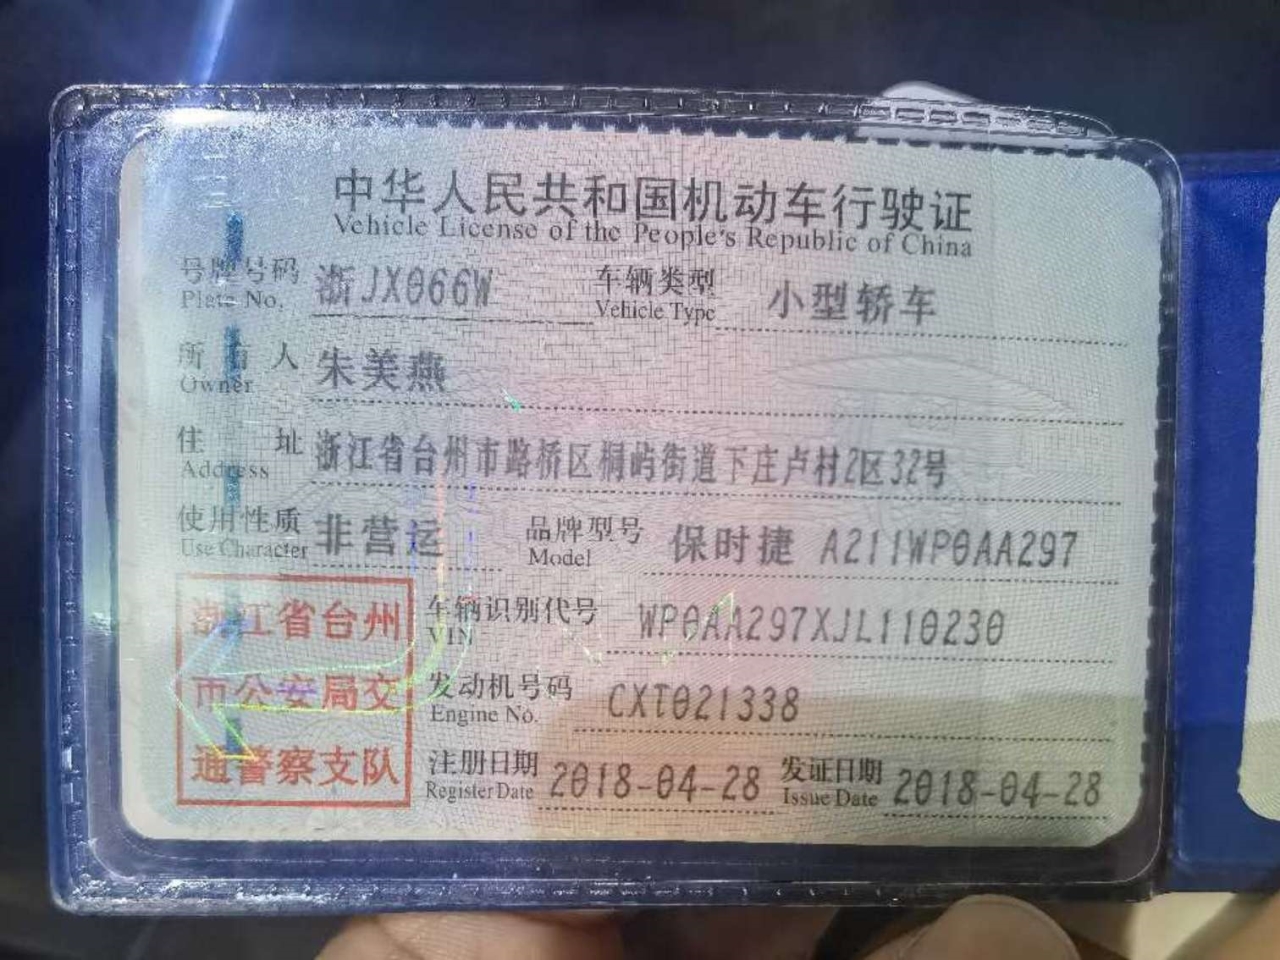 中华人民共和国机动车行驶证
Vehicle License of the People's Republic of China
号牌号码 浙JX066W 车辆类型 小型轿车
Plate No. Vehicle Type
所有人 朱美燕
Owner
住址 浙江省台州市路桥区桐屿街道下庄卢村2区32号
Address
使用性质 非营运 品牌型号 保时捷 A211WP0AA297
Use Character Model
浙江省台州 车辆识别代号 WP0AA297XJL110230
VIN
市公安局交 发动机号码 CXT021338
Engine No.
通警察支队 注册日期 2018-04-28 发证日期 2018-04-28
Register Date Issue Date